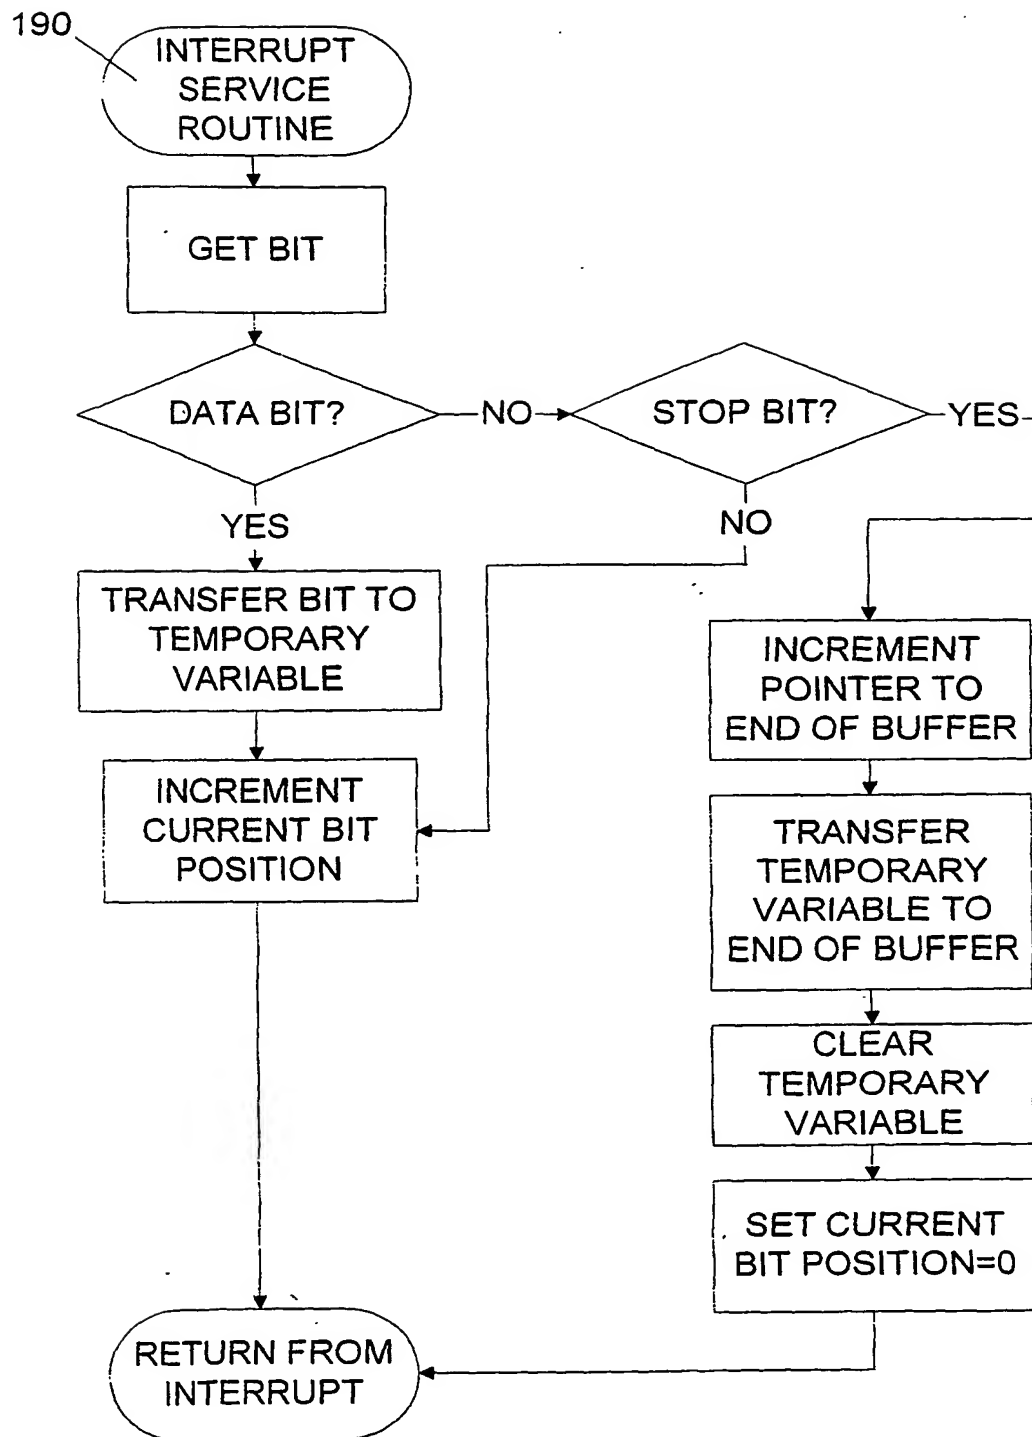 190
INTERRUPT
SERVICE
ROUTINE
GET BIT
DATA BIT?
NO
STOP BIT?
YES
YES
NO
TRANSFER BIT TO
TEMPORARY
VARIABLE
INCREMENT
CURRENT BIT
POSITION
INCREMENT
POINTER TO
END OF BUFFER
TRANSFER
TEMPORARY
VARIABLE TO
END OF BUFFER
CLEAR
TEMPORARY
VARIABLE
SET CURRENT
BIT POSITION=0
RETURN FROM
INTERRUPT